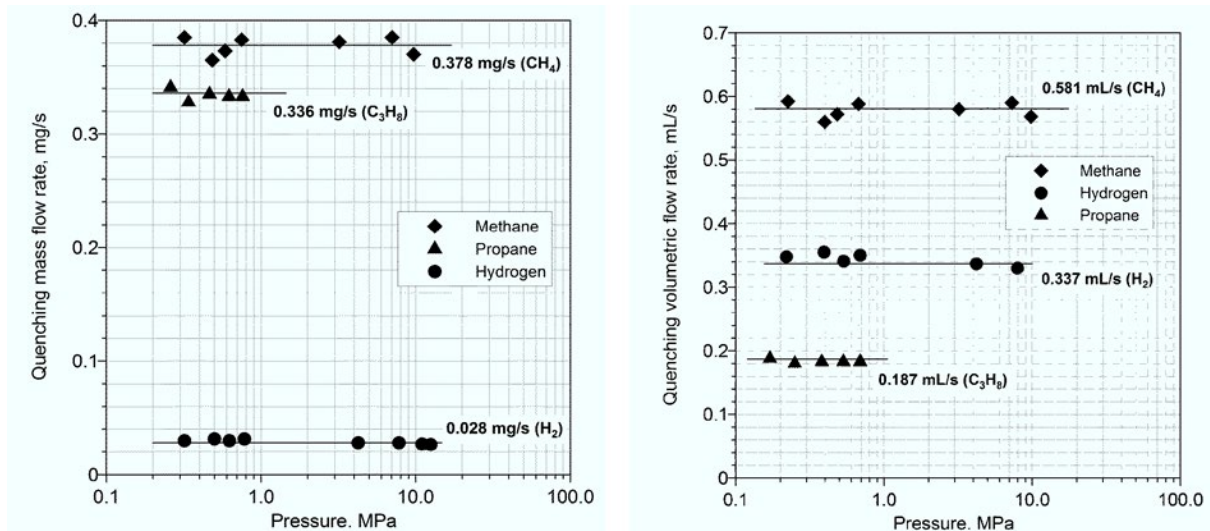 Quenching mass flow rate, mg/s
0.4
0.3
0.2
0.1
0
0.378 mg/s (CH₄)
0.336 mg/s (C₃H₈)
Methane
Propane
Hydrogen
0.028 mg/s (H₂)
0.1 1.0 10.0 100.0
Pressure. MPa
Quenching volumetric flow rate, mL/s
0.7
0.6
0.5
0.4
0.3
0.2
0.1
0
0.581 mL/s (CH₄)
Methane
Hydrogen
Propane
0.337 mL/s (H₂)
0.187 mL/s (C₃H₈)
0.1 1.0 10.0 100.0
Pressure. MPa